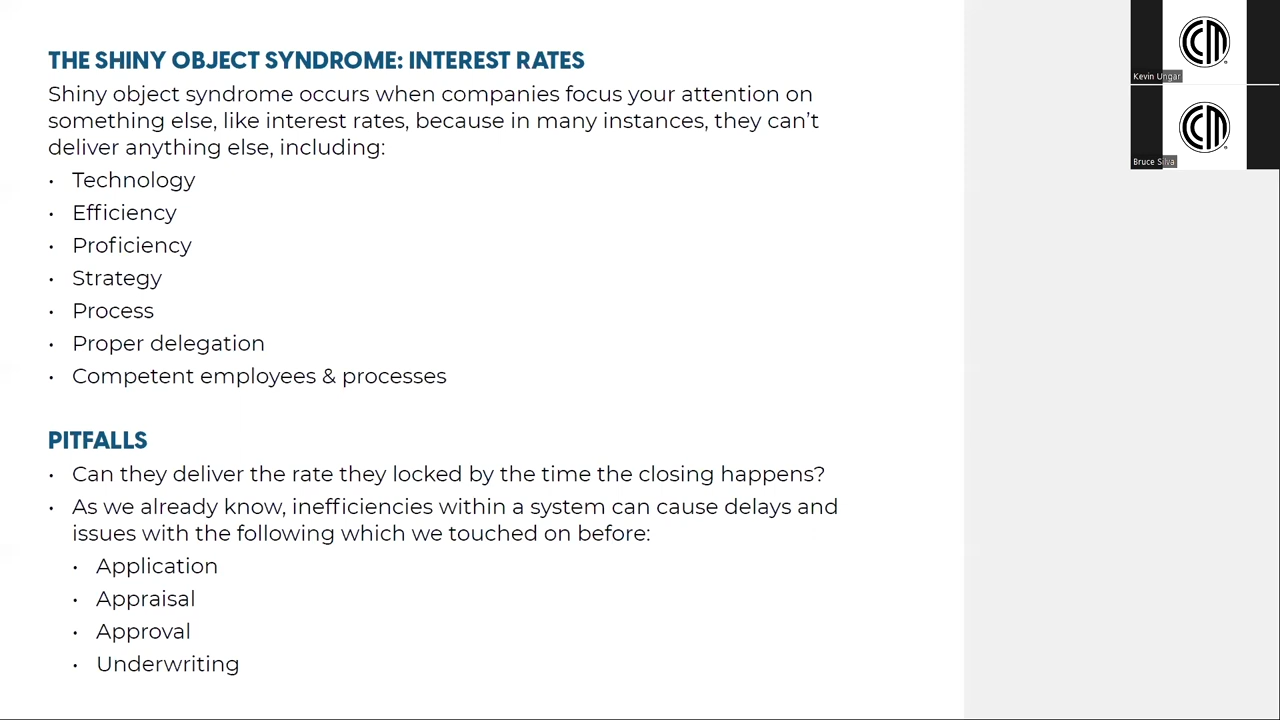 THE SHINY OBJECT SYNDROME: INTEREST RATES
Shiny object syndrome occurs when companies focus your attention on
something else, like interest rates, because in many instances, they can't
deliver anything else, including:
• Technology
• Efficiency
• Proficiency
• Strategy
• Process
• Proper delegation
• Competent employees & processes
PITFALLS
• Can they deliver the rate they locked by the time the closing happens?
• As we already know, inefficiencies within a system can cause delays and
issues with the following which we touched on before:
• Application
• Appraisal
• Approval
• Underwriting
CM
Kevin Ungar
CM
Bruce Silva